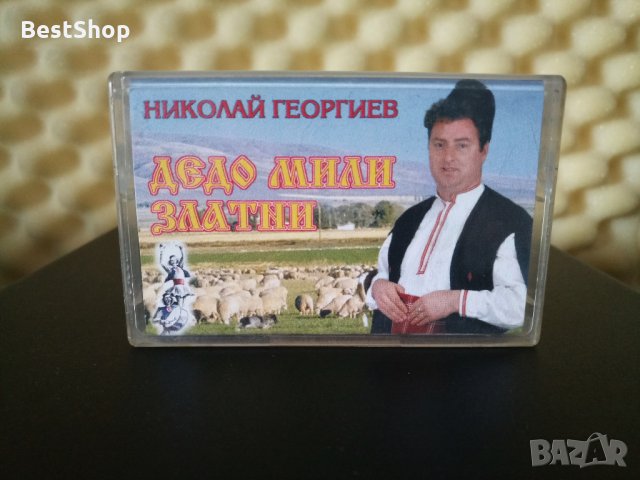 BestShop
НИКОЛАЙ ГЕОРГИЕВ
ДЕДО МИЛИ
ЗЛАТНИ
BAZAR